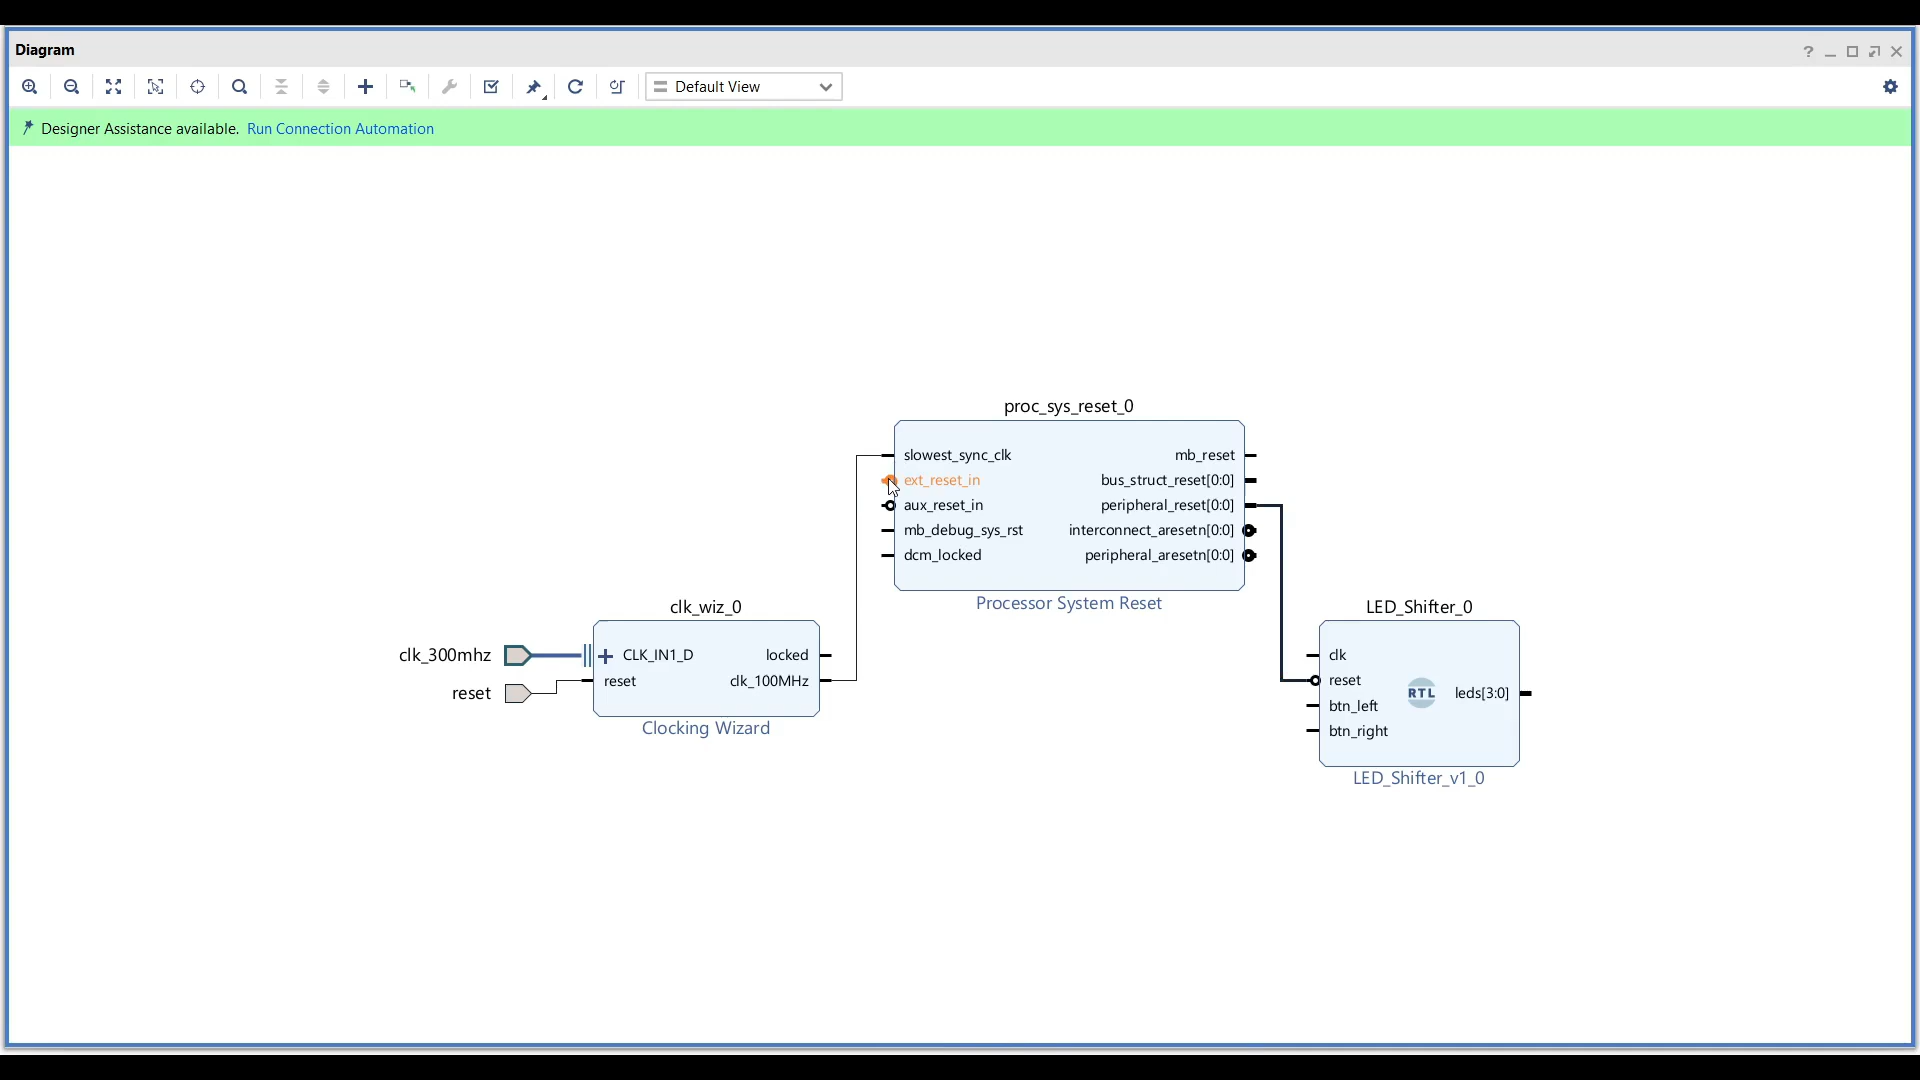 Diagram
Default View
Designer Assistance available. Run Connection Automation
proc_sys_reset_0
slowest_sync_clk
ext_reset_in
aux_reset_in
mb_debug_sys_rst
dcm_locked
mb_reset
bus_struct_reset[0:0]
peripheral_reset[0:0]
interconnect_aresetn[0:0]
peripheral_aresetn[0:0]
Processor System Reset
clk_300mhz
reset
clk_wiz_0
CLK_IN1_D
reset
locked
clk_100MHz
Clocking Wizard
LED_Shifter_0
clk
reset
btn_left
btn_right
RTL
leds[3:0]
LED_Shifter_v1_0